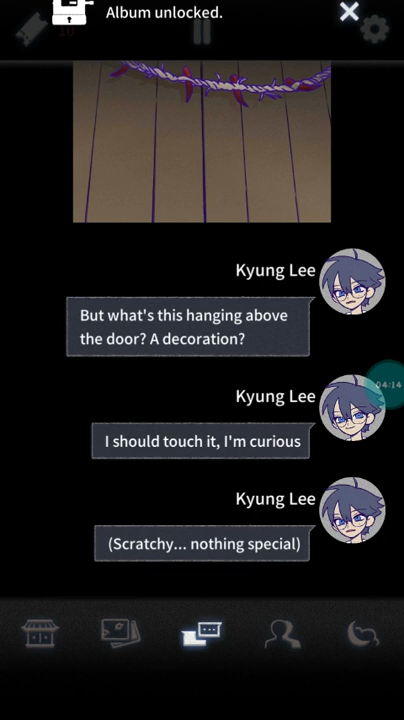 Album unlocked.
10
Kyung Lee
But what's this hanging above
the door? A decoration?
04:14
Kyung Lee
I should touch it, I'm curious
Kyung Lee
(Scratchy... nothing special)